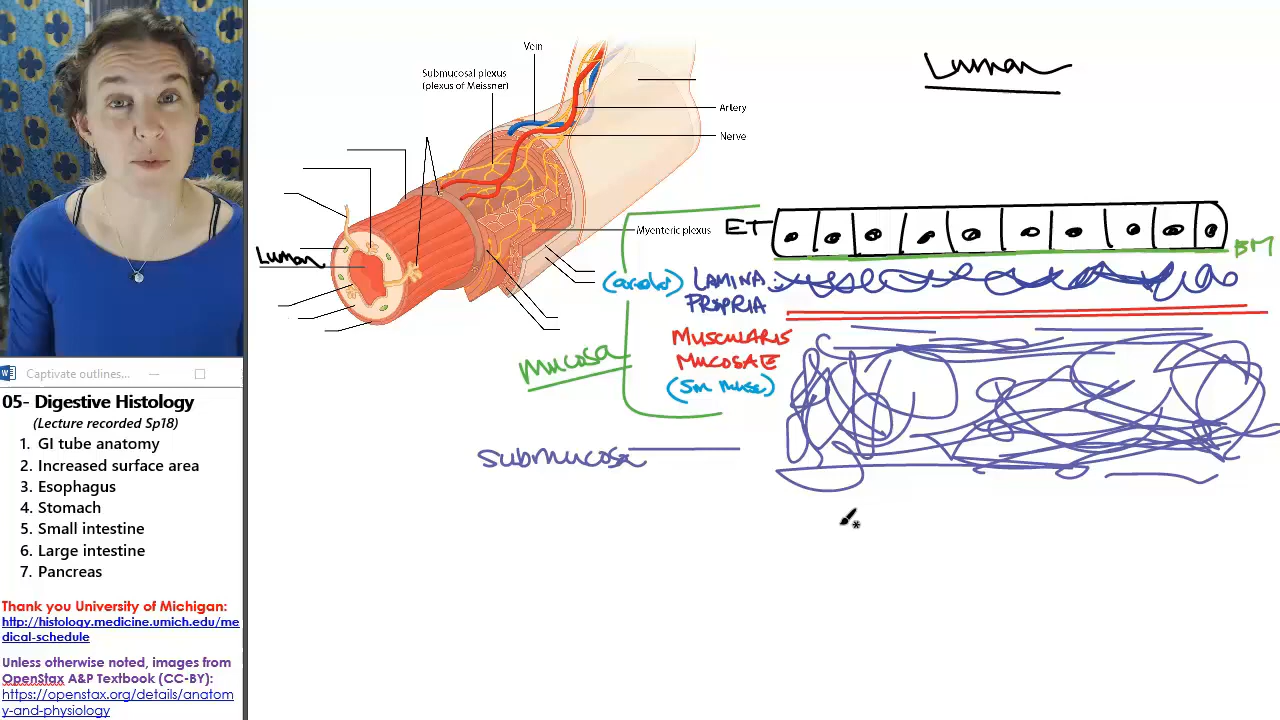 Vein
Submucosal plexus
(plexus of Meissner)
Lumen
Artery
Nerve
Myenteric plexus
ET
BM
Lumen
(areolar)
LAMINA
PROPRIA
MUSCULARIS
MUCOSAE
(Sm musc)
mucosa
submucosa
Captivate outlines...
05- Digestive Histology
(Lecture recorded Sp18)
1. GI tube anatomy
2. Increased surface area
3. Esophagus
4. Stomach
5. Small intestine
6. Large intestine
7. Pancreas
Thank you University of Michigan:
http://histology.medicine.umich.edu/me
dical-schedule
Unless otherwise noted, images from
OpenStax A&P Textbook (CC-BY):
https://openstax.org/details/anatom
y-and-physiology